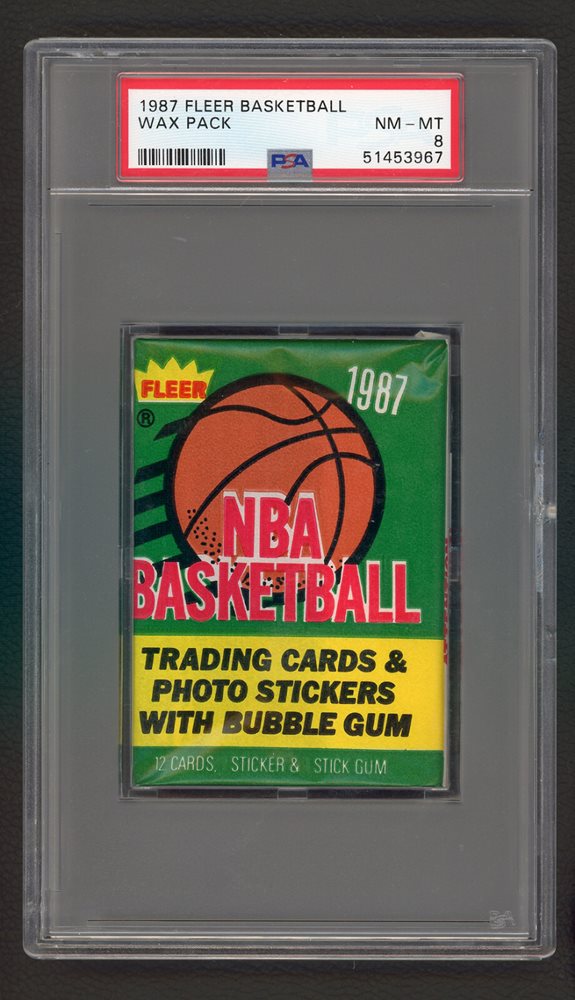 1987 FLEER BASKETBALL
WAX PACK NM - MT
8
PSA 51453967
FLEER
®
1987
NBA
BASKETBALL
TRADING CARDS &
PHOTO STICKERS
WITH BUBBLE GUM
12 CARDS, STICKER & STICK GUM
PSA